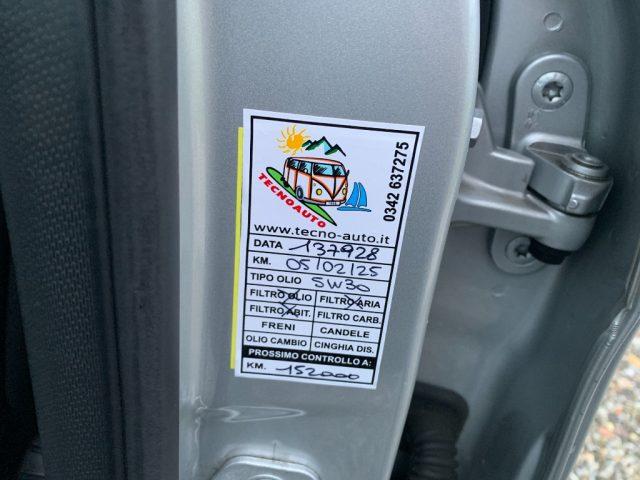 TECNOAUTO
0342 637275
www.tecno-auto.it
DATA 137928
KM. 05/02/25
TIPO OLIO 5W30
FILTRO OLIO FILTRO ARIA
FILTRO ABIT. FILTRO CARB.
FRENI CANDELE
OLIO CAMBIO CINGHIA DIS.
PROSSIMO CONTROLLO A:
KM. 152000